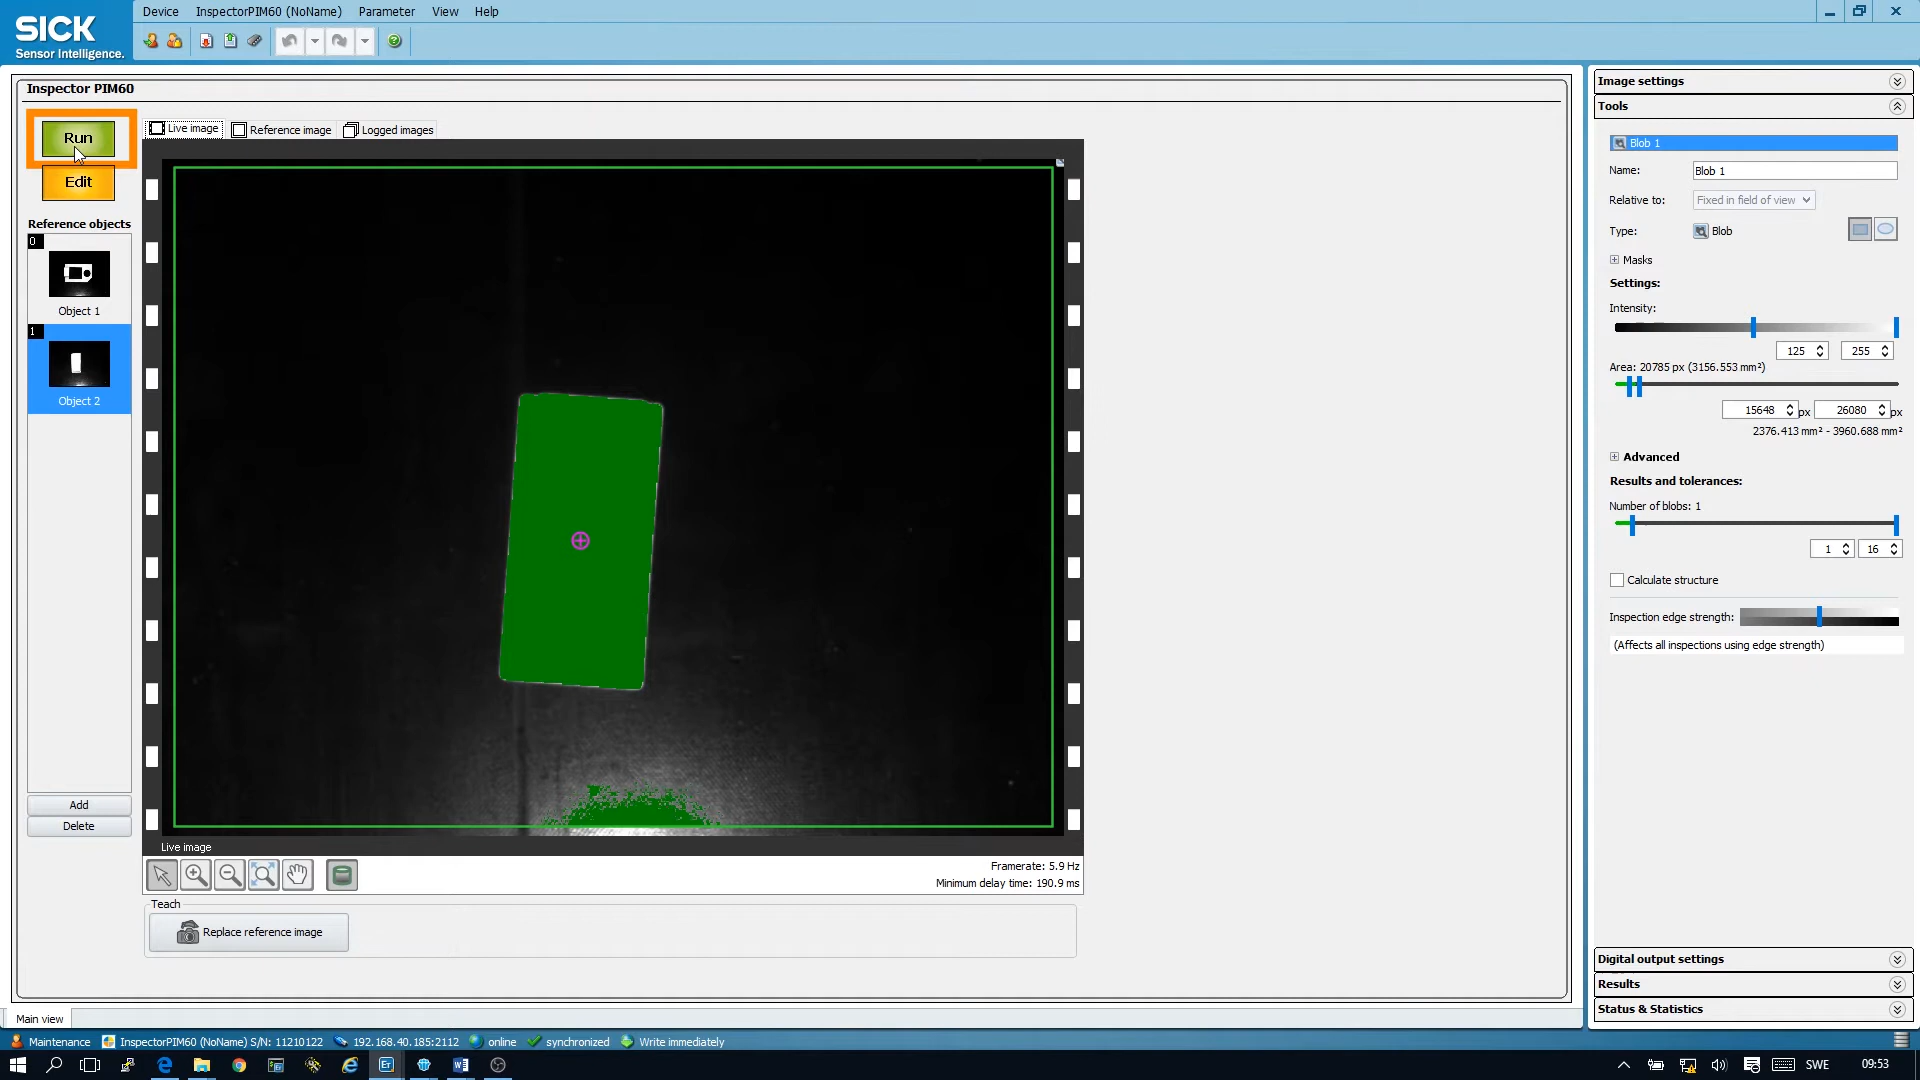 SICK
Sensor Intelligence.
Device InspectorPIM60 (NoName) Parameter View Help
Inspector PIM60
Run
Edit
Reference objects
0
Object 1
1
Object 2
Add
Delete
Live image Reference image Logged images
Live image
Framerate: 5.9 Hz
Minimum delay time: 190.9 ms
Teach
Replace reference image
Image settings
Tools
Blob 1
Name: Blob 1
Relative to: Fixed in field of view
Type: Blob
Masks
Settings:
Intensity:
125 255
Area: 20785 px (3156.553 mm²)
15648 px 26080 px
2376.413 mm² - 3960.688 mm²
Advanced
Results and tolerances:
Number of blobs: 1
1 16
Calculate structure
Inspection edge strength:
(Affects all inspections using edge strength)
Digital output settings
Results
Status & Statistics
Main view
Maintenance InspectorPIM60 (NoName) S/N: 11210122 192.168.40.185:2112 online synchronized Write immediately
SWE 09:53